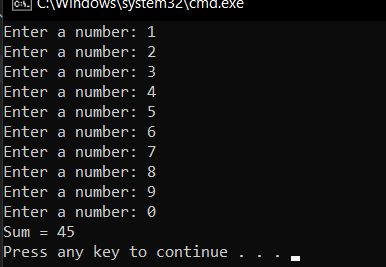 C:\Windows\system32\cmd.exe
Enter a number: 1
Enter a number: 2
Enter a number: 3
Enter a number: 4
Enter a number: 5
Enter a number: 6
Enter a number: 7
Enter a number: 8
Enter a number: 9
Enter a number: 0
Sum = 45
Press any key to continue . . .